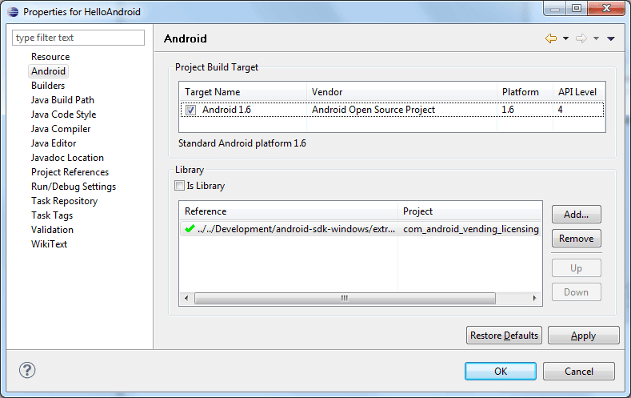 Properties for HelloAndroid
type filter text
Resource
Android
Builders
Java Build Path
Java Code Style
Java Compiler
Java Editor
Javadoc Location
Project References
Run/Debug Settings
Task Repository
Task Tags
Validation
WikiText
Android
Project Build Target
Target Name Vendor Platform API Level
Android 1.6 Android Open Source Project 1.6 4
Standard Android platform 1.6
Library
Is Library
Reference Project
../../Development/android-sdk-windows/extr... com_android_vending_licensing
Add...
Remove
Up
Down
Restore Defaults Apply
OK Cancel